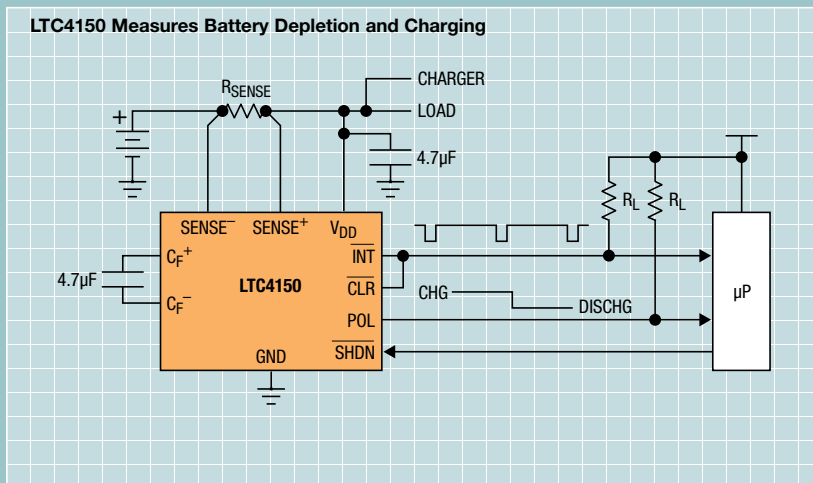 LTC4150 Measures Battery Depletion and Charging
RSENSE
CHARGER
LOAD
+
4.7µF
RL
RL
SENSE–
SENSE+
VDD
CF+
INT
4.7µF
LTC4150
CLR
CHG
DISCHG
µP
CF–
POL
GND
SHDN